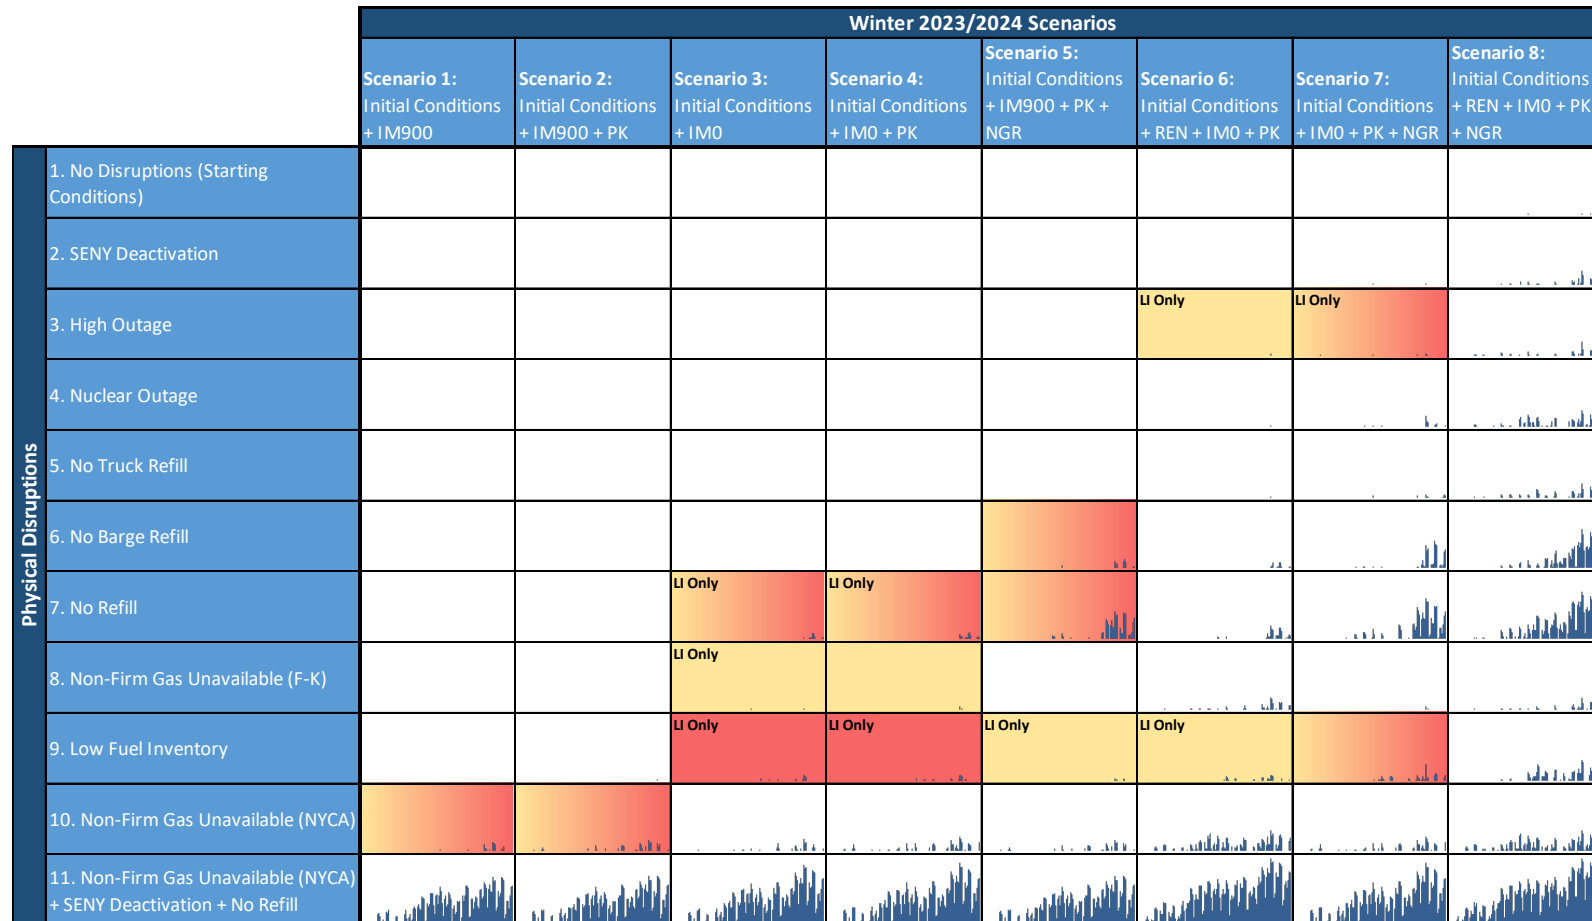 Winter 2023/2024 Scenarios
Scenario 1:
Initial Conditions
+ IM900
Scenario 2:
Initial Conditions
+ IM900 + PK
Scenario 3:
Initial Conditions
+ IM0
Scenario 4:
Initial Conditions
+ IM0 + PK
Scenario 5:
Initial Conditions
+ IM900 + PK +
NGR
Scenario 6:
Initial Conditions
+ REN + IM0 + PK
Scenario 7:
Initial Conditions
+ IM0 + PK + NGR
Scenario 8:
Initial Conditions
+ REN + IM0 + PK
+ NGR
Physical Disruptions
1. No Disruptions (Starting
Conditions)
2. SENY Deactivation
3. High Outage
LI Only
LI Only
4. Nuclear Outage
5. No Truck Refill
6. No Barge Refill
7. No Refill
LI Only
LI Only
8. Non-Firm Gas Unavailable (F-K)
LI Only
9. Low Fuel Inventory
LI Only
LI Only
LI Only
LI Only
10. Non-Firm Gas Unavailable (NYCA)
11. Non-Firm Gas Unavailable (NYCA)
+ SENY Deactivation + No Refill